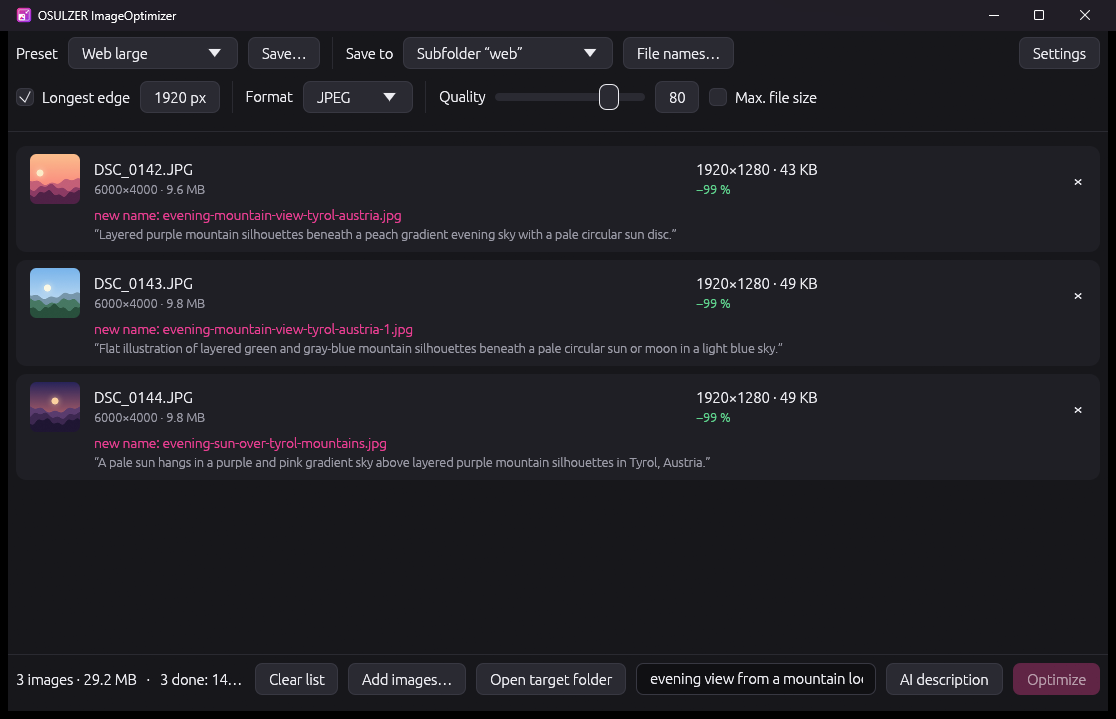 OSULZER ImageOptimizer
Preset Web large Save… Save to Subfolder “web” File names… Settings
Longest edge 1920 px Format JPEG Quality 80 Max. file size
DSC_0142.JPG 1920×1280 · 43 KB
6000×4000 · 9.6 MB −99 %
new name: evening-mountain-view-tyrol-austria.jpg
“Layered purple mountain silhouettes beneath a peach gradient evening sky with a pale circular sun disc.”
DSC_0143.JPG 1920×1280 · 49 KB
6000×4000 · 9.8 MB −99 %
new name: evening-mountain-view-tyrol-austria-1.jpg
“Flat illustration of layered green and gray-blue mountain silhouettes beneath a pale circular sun or moon in a light blue sky.”
DSC_0144.JPG 1920×1280 · 49 KB
6000×4000 · 9.8 MB −99 %
new name: evening-sun-over-tyrol-mountains.jpg
“A pale sun hangs in a purple and pink gradient sky above layered purple mountain silhouettes in Tyrol, Austria.”
3 images · 29.2 MB · 3 done: 14… Clear list Add images… Open target folder evening view from a mountain AI description Optimize